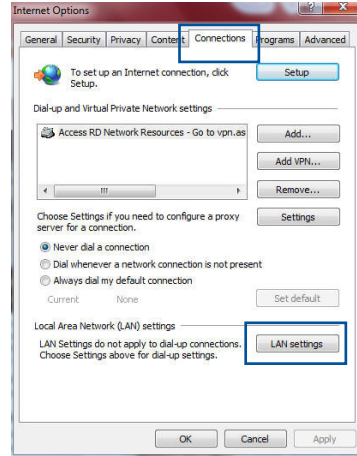 Internet Options
General Security Privacy Content Connections Programs Advanced
To set up an Internet connection, click
Setup.
Setup
Dial-up and Virtual Private Network settings
Access RD Network Resources - Go to vpn.as
Add...
Add VPN...
Remove...
Choose Settings if you need to configure a proxy
server for a connection.
Settings
Never dial a connection
Dial whenever a network connection is not present
Always dial my default connection
Current None
Set default
Local Area Network (LAN) settings
LAN Settings do not apply to dial-up connections.
Choose Settings above for dial-up settings.
LAN settings
OK Cancel Apply